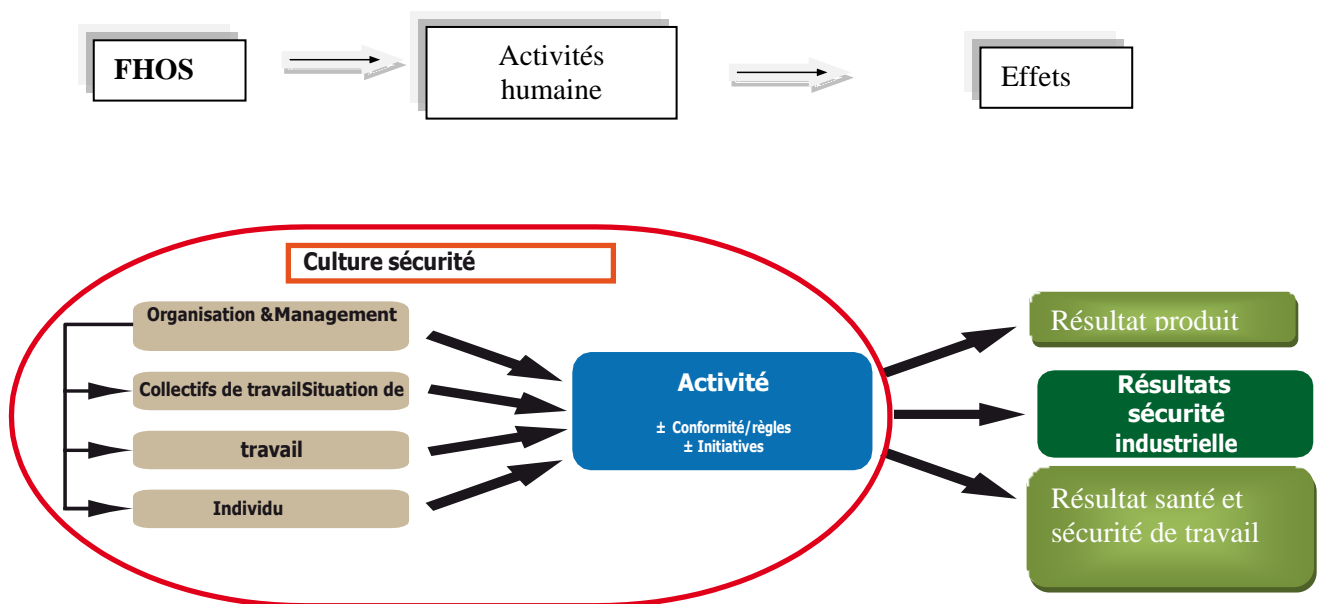 FHOS
Activités
humaine
Effets
Culture sécurité
Organisation &Management
Collectifs de travailSituation de
travail
Individu
Activité
± Conformité/règles
± Initiatives
Résultat produit
Résultats
sécurité
industrielle
Résultat santé et
sécurité de travail